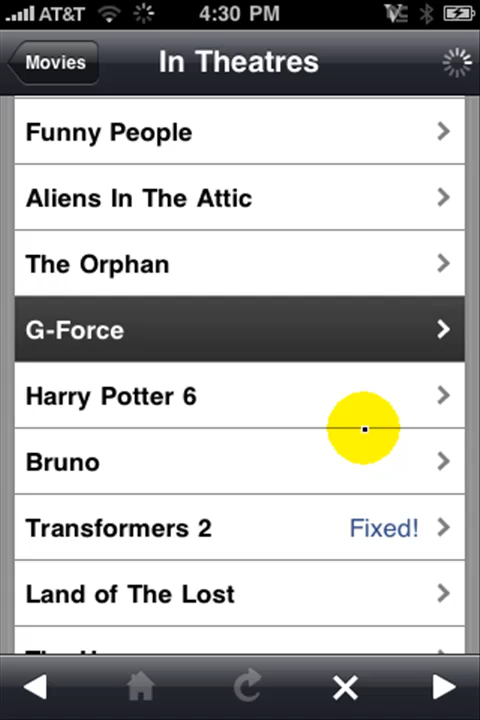 AT&T 4:30 PM
Movies
In Theatres
Funny People
Aliens In The Attic
The Orphan
G-Force
Harry Potter 6
Bruno
Transformers 2 Fixed!
Land of The Lost